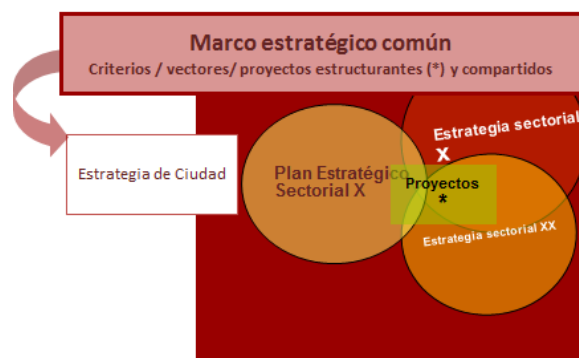 Marco estratégico común
Criterios / vectores/ proyectos estructurantes (*) y compartidos
Estrategia de Ciudad
Plan Estratégico
Sectorial X
Estrategia sectorial
X
Proyectos
*
Estrategia sectorial XX